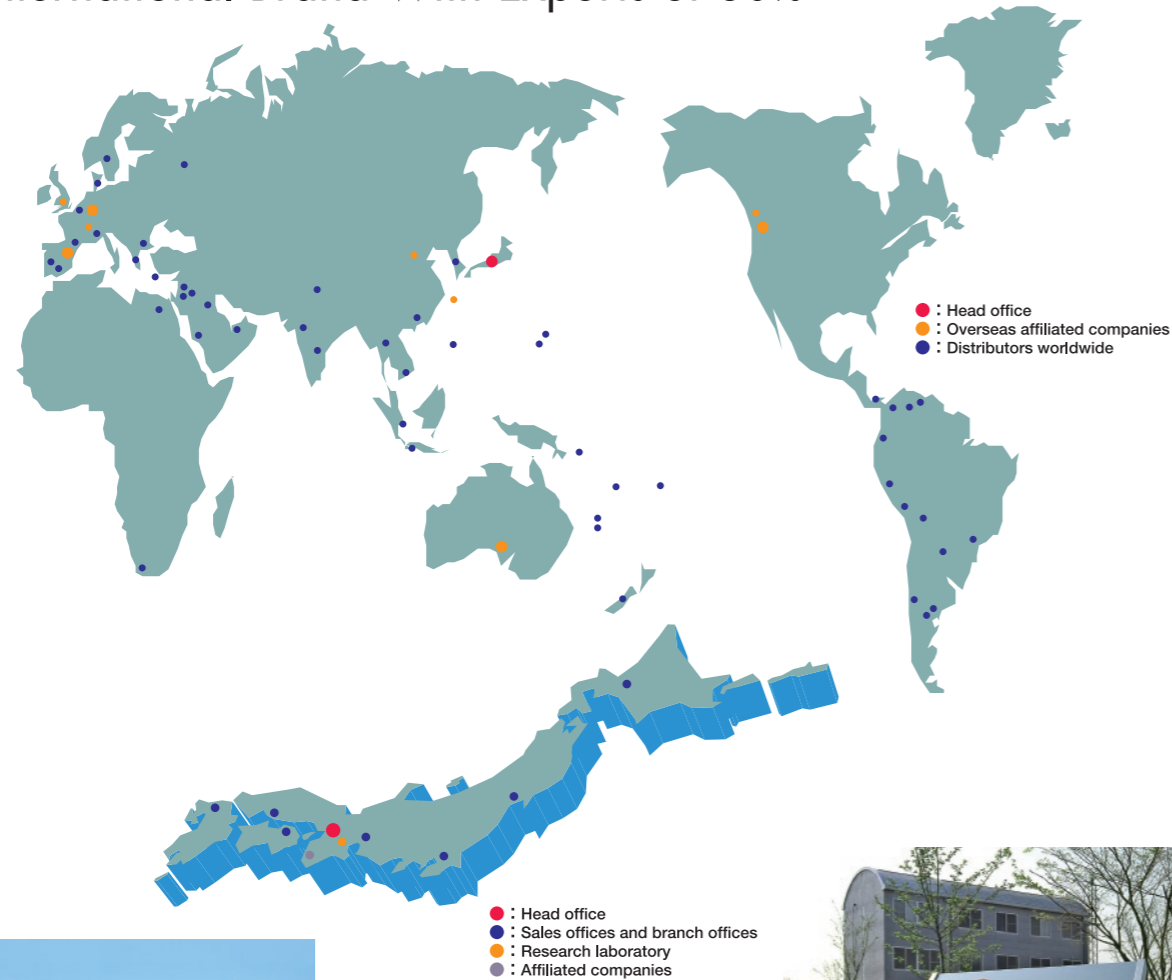 : Head office
: Overseas affiliated companies
: Distributors worldwide
: Head office
: Sales offices and branch offices
: Research laboratory
: Affiliated companies